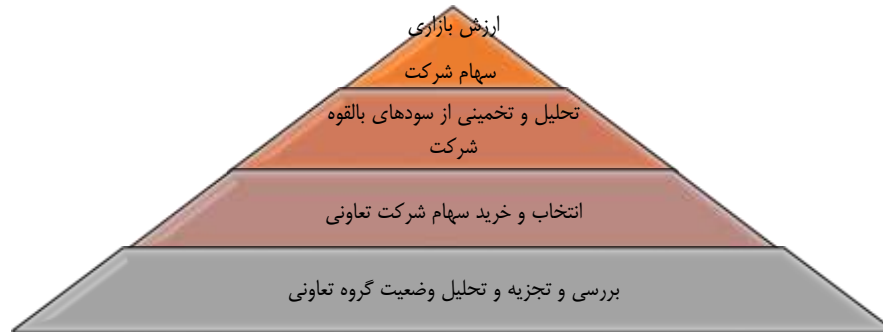 ارزش بازاری
سهام شرکت
تحلیل و تخمینی از سودهای بالقوه
شرکت
انتخاب و خرید سهام شرکت تعاونی
بررسی و تجزیه و تحلیل وضعیت گروه تعاونی